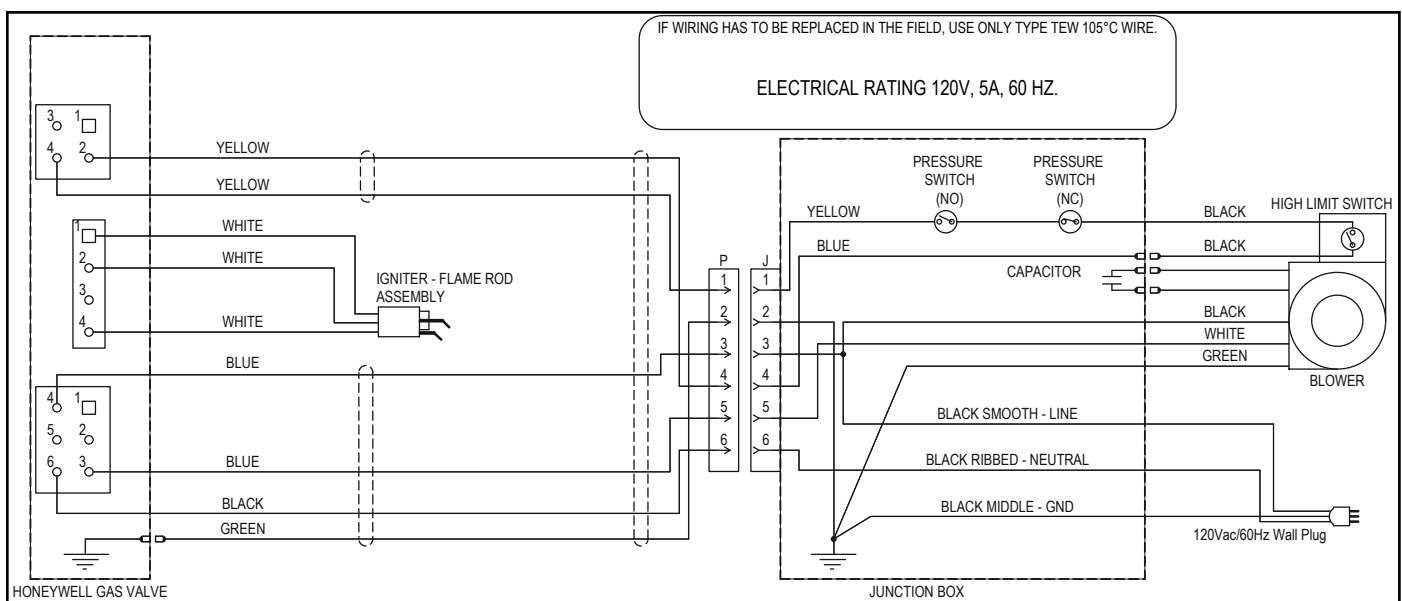 IF WIRING HAS TO BE REPLACED IN THE FIELD, USE ONLY TYPE TEW 105°C WIRE.
ELECTRICAL RATING 120V, 5A, 60 HZ.
3 1
4 2
YELLOW
YELLOW
1
2
3
4
WHITE
WHITE
WHITE
IGNITER - FLAME ROD
ASSEMBLY
BLUE
4 1
5 2
6 3
BLUE
BLACK
GREEN
HONEYWELL GAS VALVE
P J
1 1
2 2
3 3
4 4
5 5
6 6
PRESSURE
SWITCH
(NO)
PRESSURE
SWITCH
(NC)
YELLOW
BLUE
CAPACITOR
BLACK
HIGH LIMIT SWITCH
BLACK
BLACK
WHITE
GREEN
BLOWER
BLACK SMOOTH - LINE
BLACK RIBBED - NEUTRAL
BLACK MIDDLE - GND
120Vac/60Hz Wall Plug
JUNCTION BOX